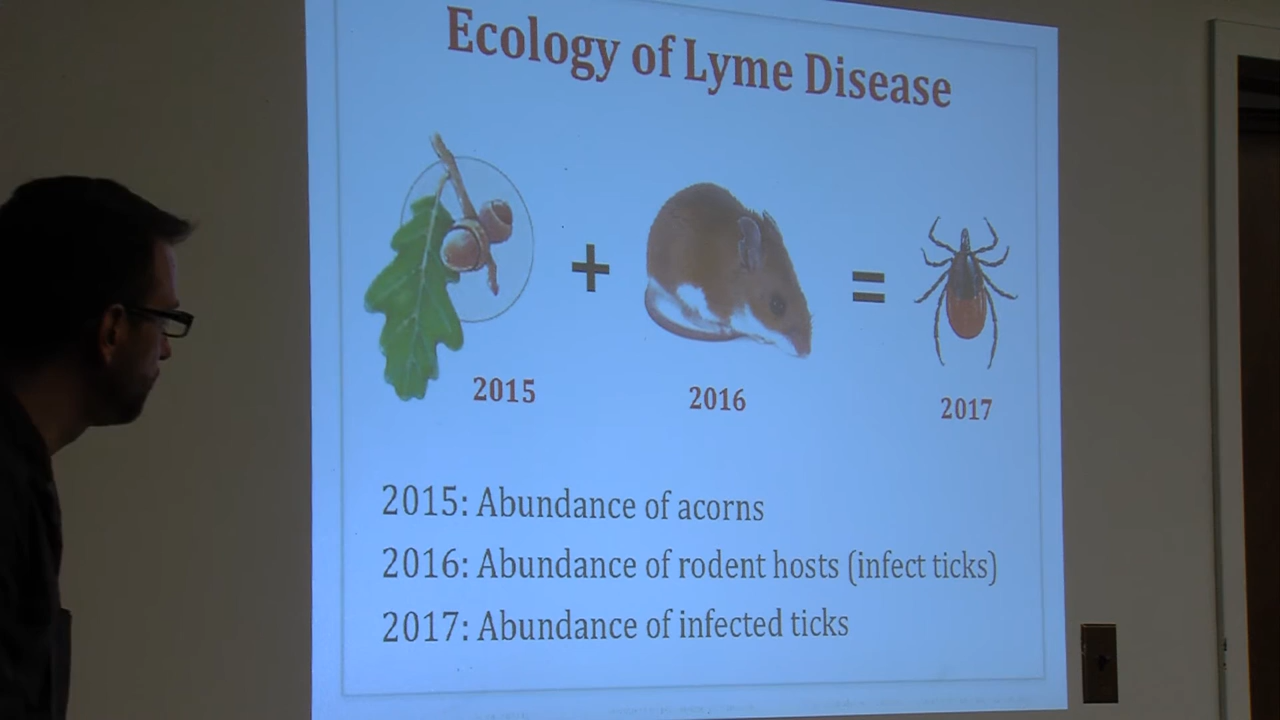 Ecology of Lyme Disease
+
=
2015
2016
2017
2015: Abundance of acorns
2016: Abundance of rodent hosts (infect ticks)
2017: Abundance of infected ticks